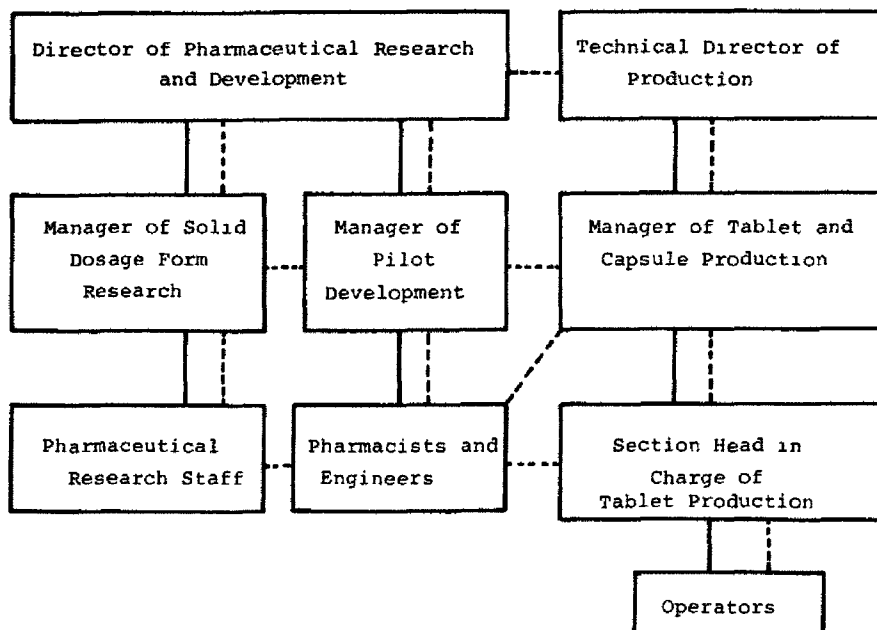 Director of Pharmaceutical Research
and Development
Technical Director of
Production
Manager of Solid
Dosage Form
Research
Manager of
Pilot
Development
Manager of Tablet and
Capsule Production
Pharmaceutical
Research Staff
Pharmacists and
Engineers
Section Head in
Charge of
Tablet Production
Operators